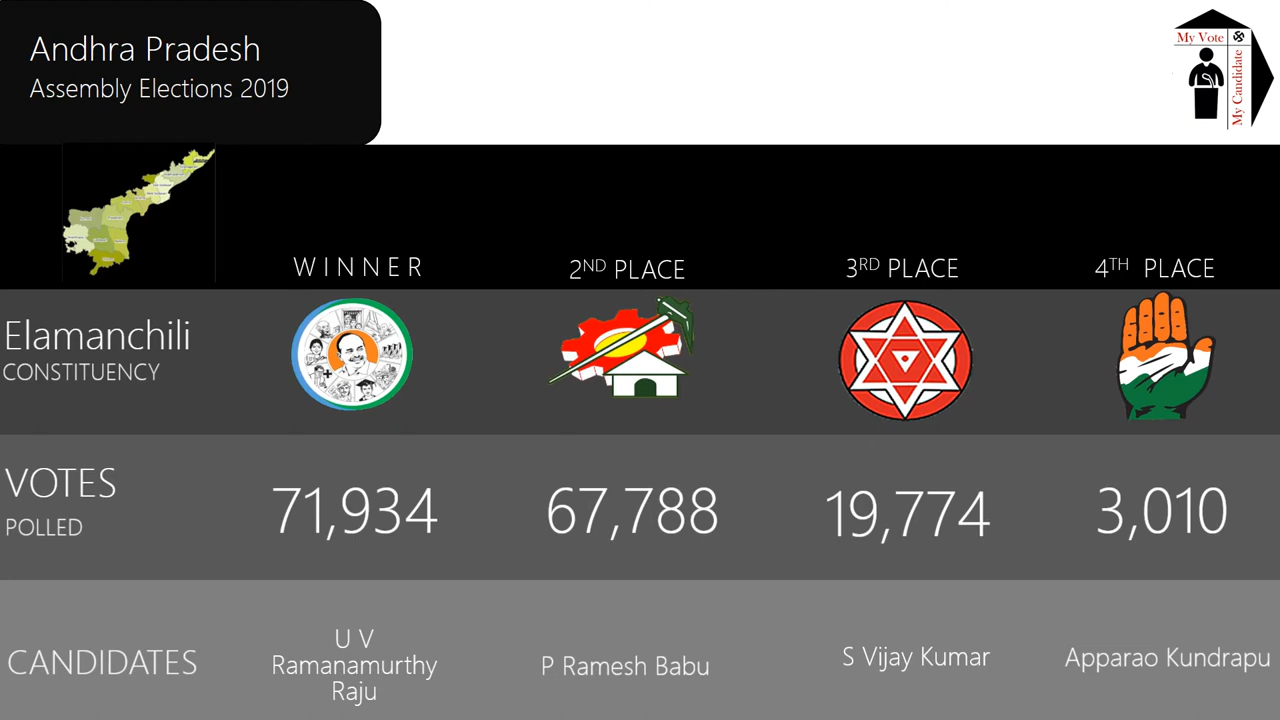 Andhra Pradesh
Assembly Elections 2019
My Vote
My Candidate
WINNER
2ND PLACE
3RD PLACE
4TH PLACE
Elamanchili
CONSTITUENCY
VOTES
POLLED
71,934
67,788
19,774
3,010
CANDIDATES
U V
Ramanamurthy
Raju
P Ramesh Babu
S Vijay Kumar
Apparao Kundrapu